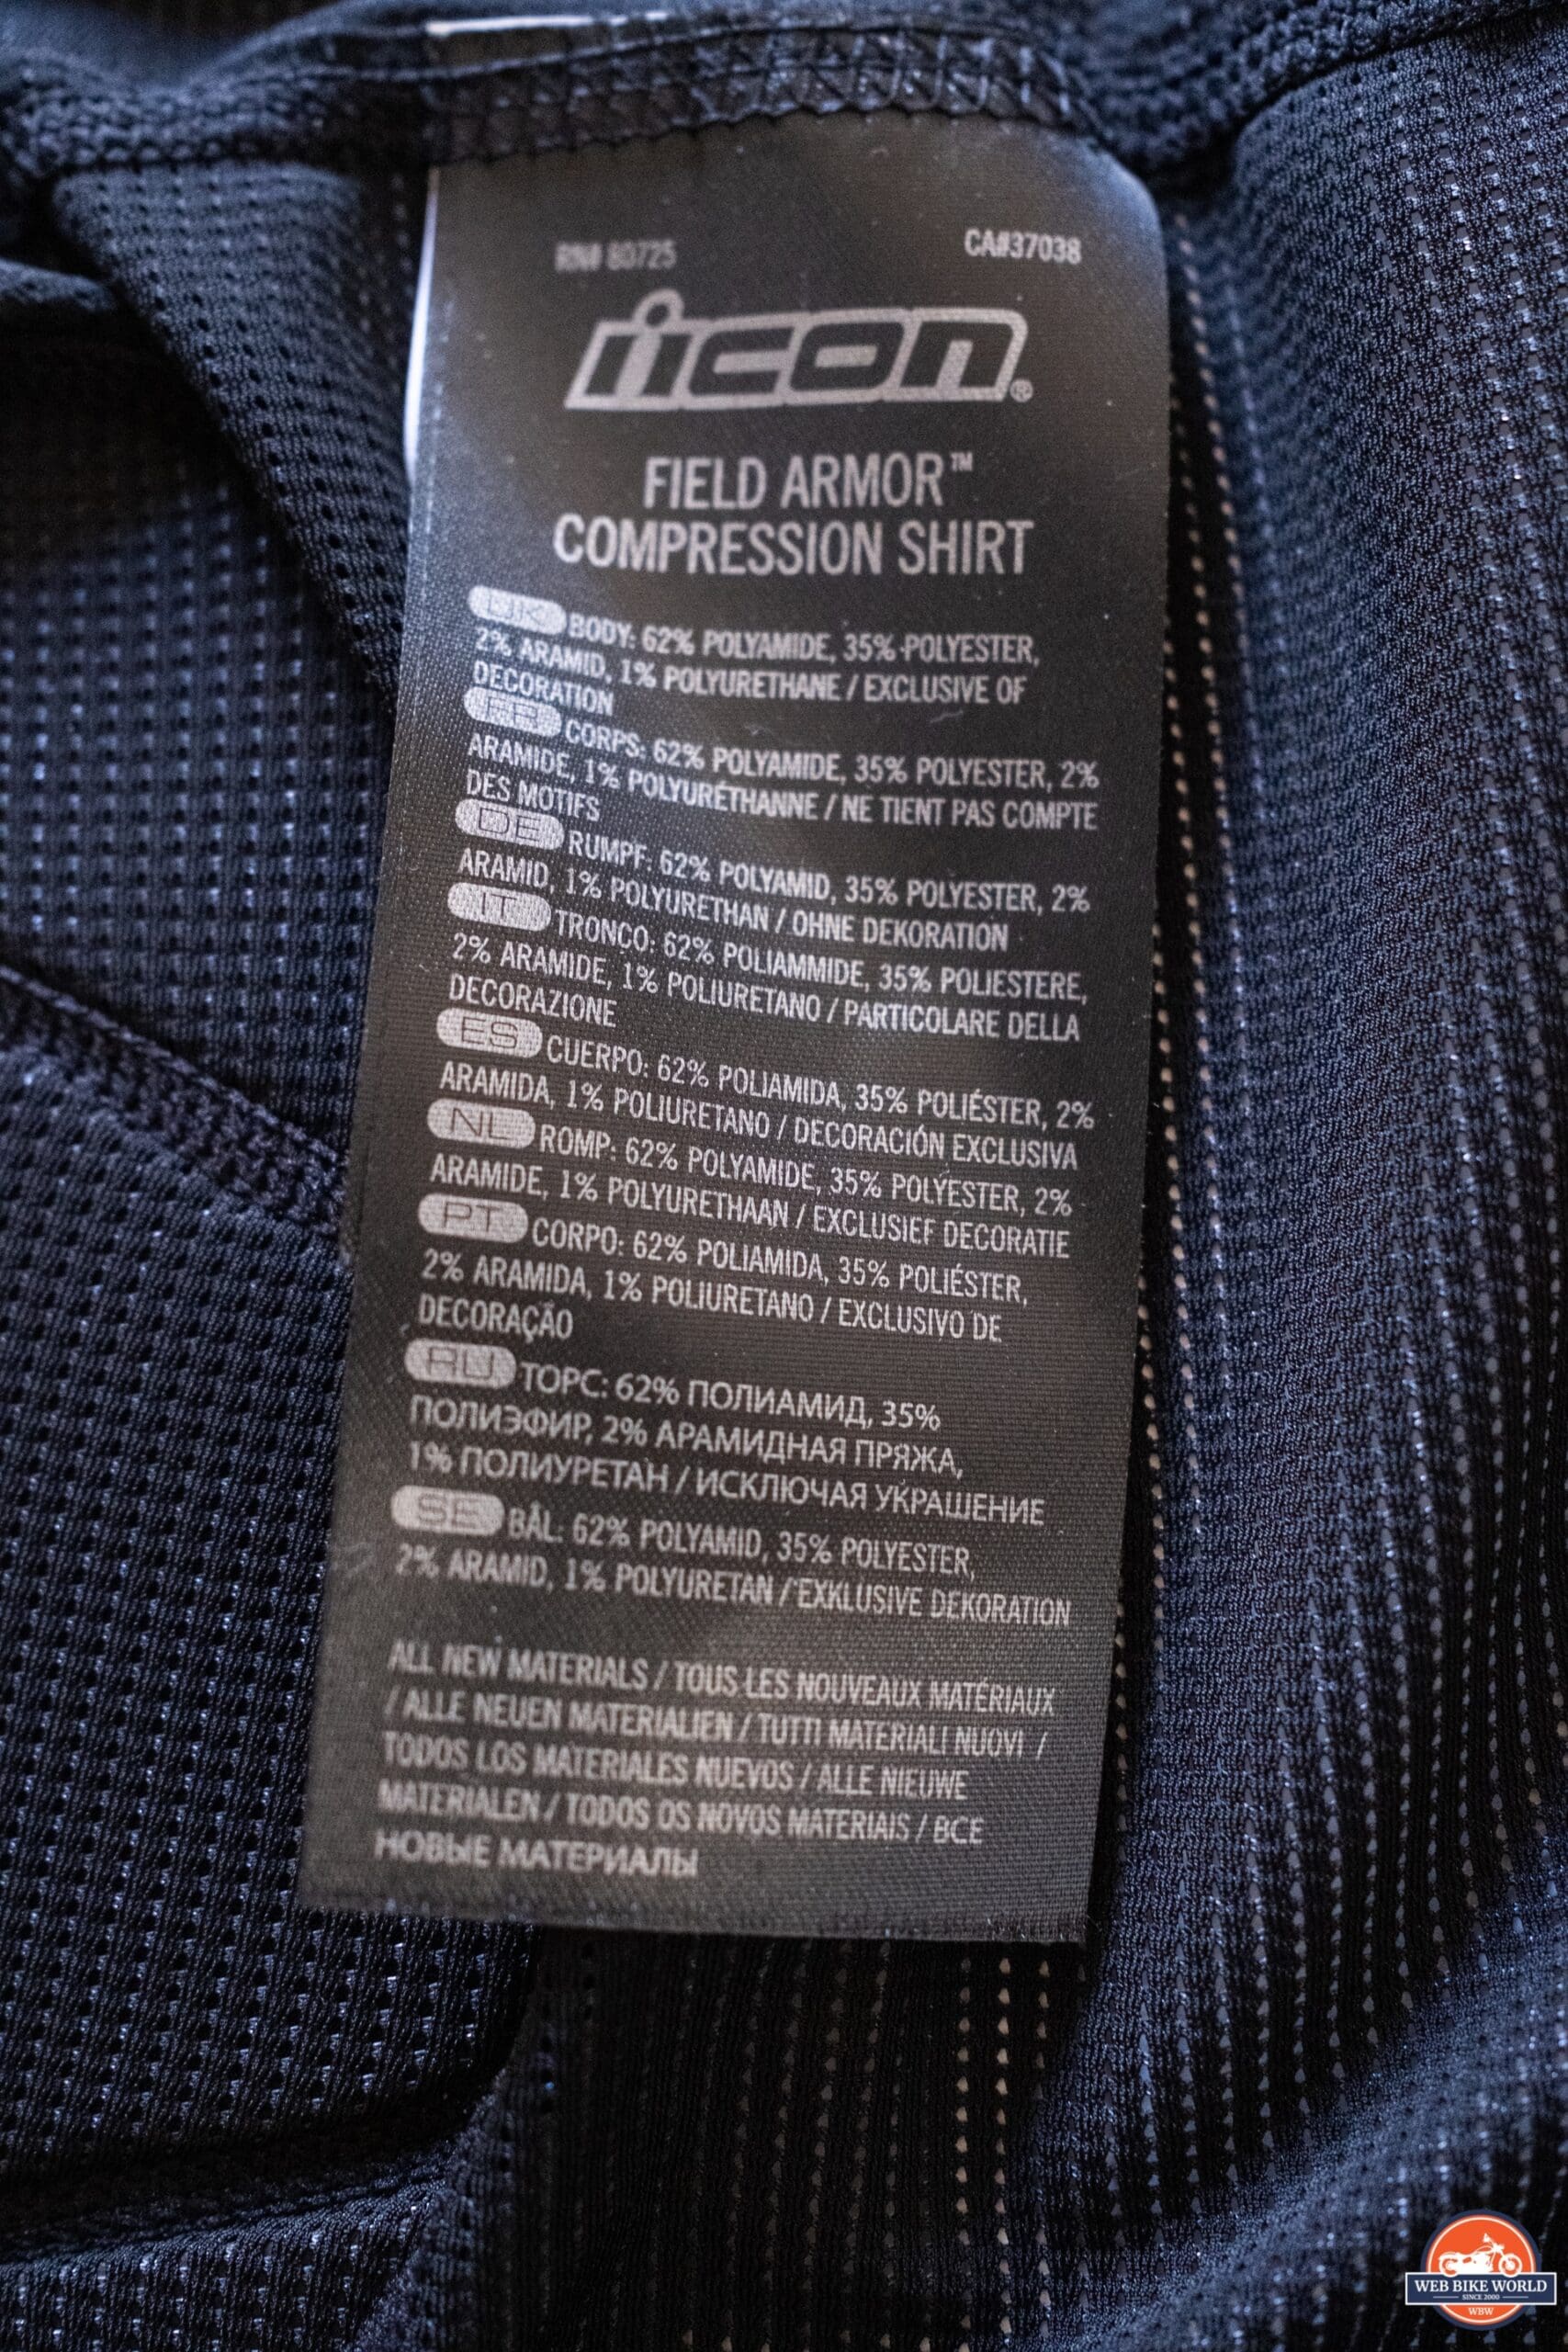 RN# 80725 CA#37038
icon®
FIELD ARMOR™
COMPRESSION SHIRT
UK BODY: 62% POLYAMIDE, 35% POLYESTER,
2% ARAMID, 1% POLYURETHANE / EXCLUSIVE OF
DECORATION
FR CORPS: 62% POLYAMIDE, 35% POLYESTER, 2%
ARAMIDE, 1% POLYURÉTHANNE / NE TIENT PAS COMPTE
DES MOTIFS
DE RUMPF: 62% POLYAMID, 35% POLYESTER, 2%
ARAMID, 1% POLYURETHAN / OHNE DEKORATION
IT TRONCO: 62% POLIAMMIDE, 35% POLIESTERE,
2% ARAMIDE, 1% POLIURETANO / PARTICOLARE DELLA
DECORAZIONE
ES CUERPO: 62% POLIAMIDA, 35% POLIÉSTER, 2%
ARAMIDA, 1% POLIURETANO / DECORACIÓN EXCLUSIVA
NL ROMP: 62% POLYAMIDE, 35% POLYESTER, 2%
ARAMIDE, 1% POLYURETHAAN / EXCLUSIEF DECORATIE
PT CORPO: 62% POLIAMIDA, 35% POLIÉSTER,
2% ARAMIDA, 1% POLIURETANO / EXCLUSIVO DE
DECORAÇÃO
RU ТОРС: 62% ПОЛИАМИД, 35%
ПОЛИЭФИР, 2% АРАМИДНАЯ ПРЯЖА,
1% ПОЛИУРЕТАН / ИСКЛЮЧАЯ УКРАШЕНИЕ
SE BÅL: 62% POLYAMID, 35% POLYESTER,
2% ARAMID, 1% POLYURETAN / EXKLUSIVE DEKORATION
ALL NEW MATERIALS / TOUS LES NOUVEAUX MATÉRIAUX
/ ALLE NEUEN MATERIALIEN / TUTTI MATERIALI NUOVI /
TODOS LOS MATERIALES NUEVOS / ALLE NIEUWE
MATERIALEN / TODOS OS NOVOS MATERIAIS / ВСЕ
НОВЫЕ МАТЕРИАЛЫ
WEB BIKE WORLD
SINCE 2000
WBW